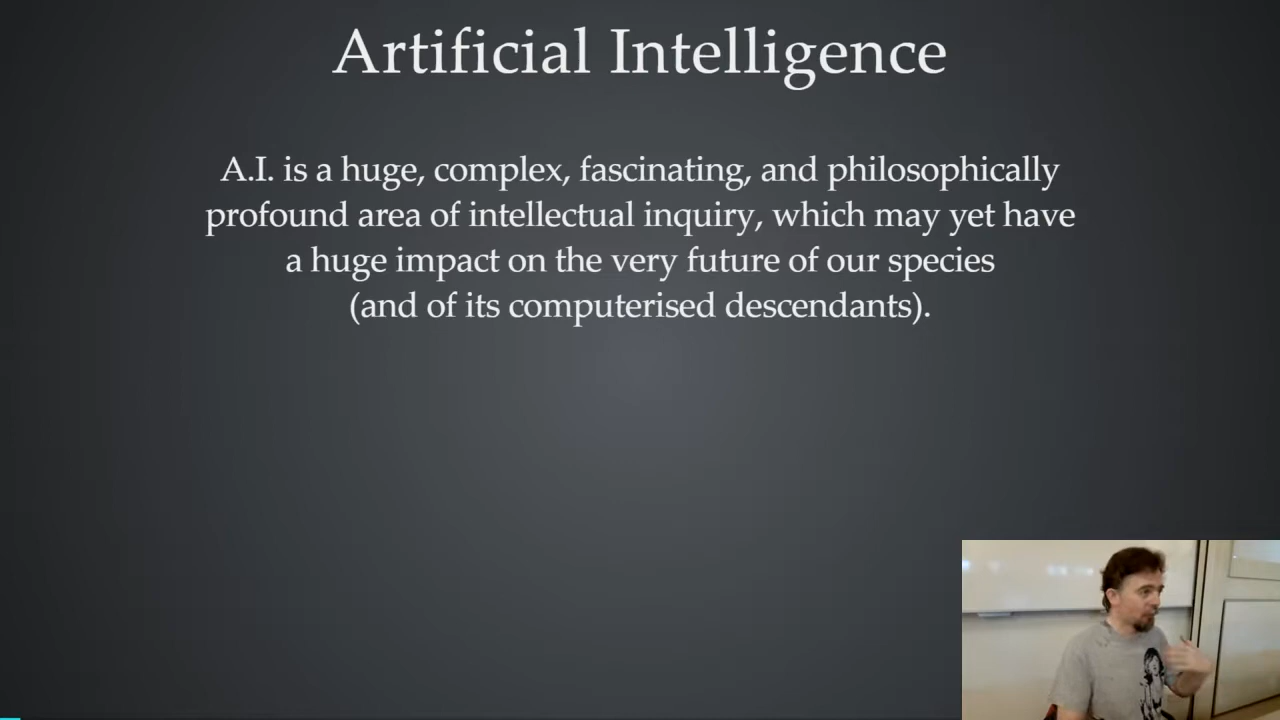 Artificial Intelligence
A.I. is a huge, complex, fascinating, and philosophically
profound area of intellectual inquiry, which may yet have
a huge impact on the very future of our species
(and of its computerised descendants).